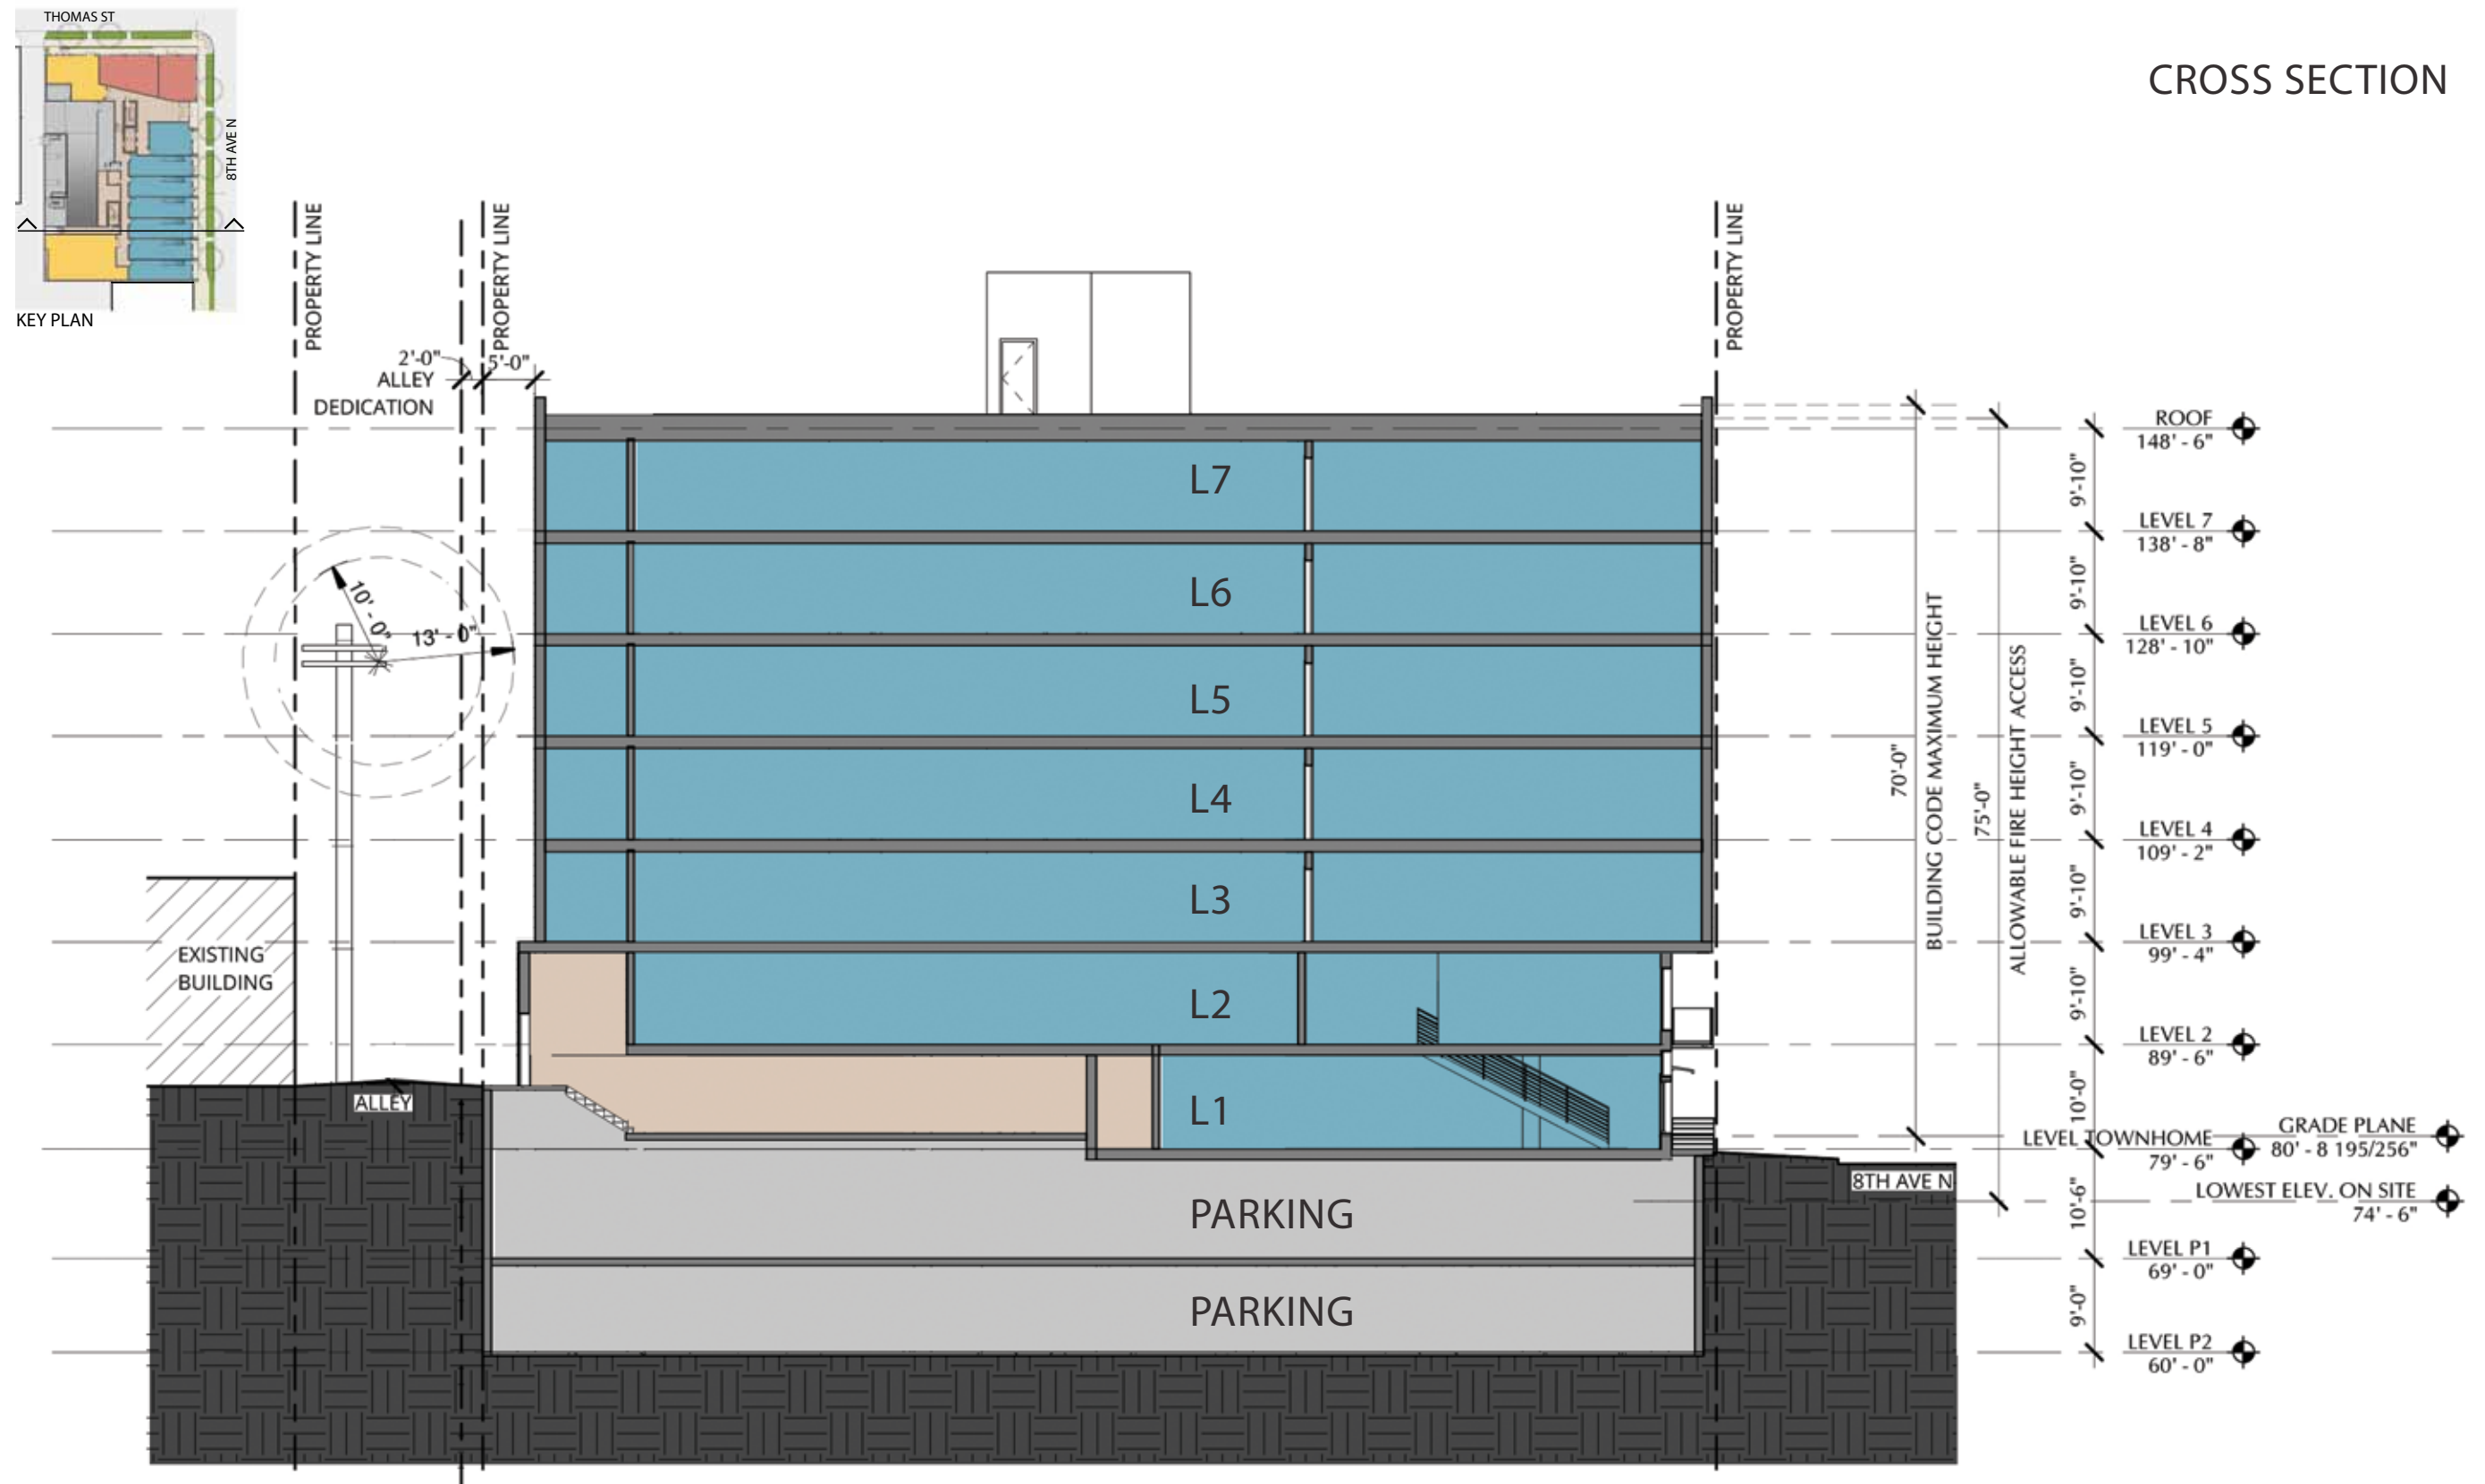 THOMAS ST
8TH AVE N
KEY PLAN
CROSS SECTION
PROPERTY LINE
PROPERTY LINE
PROPERTY LINE
2'-0"
5'-0"
ALLEY
DEDICATION
ROOF
148' - 6"
9'-10"
L7
LEVEL 7
138' - 8"
9'-10"
L6
10' - 0"
13' - 0"
LEVEL 6
128' - 10"
9'-10"
L5
LEVEL 5
119' - 0"
70'-0"
BUILDING CODE MAXIMUM HEIGHT
75'-0"
ALLOWABLE FIRE HEIGHT ACCESS
9'-10"
L4
LEVEL 4
109' - 2"
9'-10"
L3
LEVEL 3
99' - 4"
EXISTING
BUILDING
9'-10"
L2
LEVEL 2
89' - 6"
ALLEY
10'-0"
L1
GRADE PLANE
80' - 8 195/256"
LEVEL TOWNHOME
79' - 6"
8TH AVE N
LOWEST ELEV. ON SITE
74' - 6"
10'-6"
PARKING
LEVEL P1
69' - 0"
9'-0"
PARKING
LEVEL P2
60' - 0"